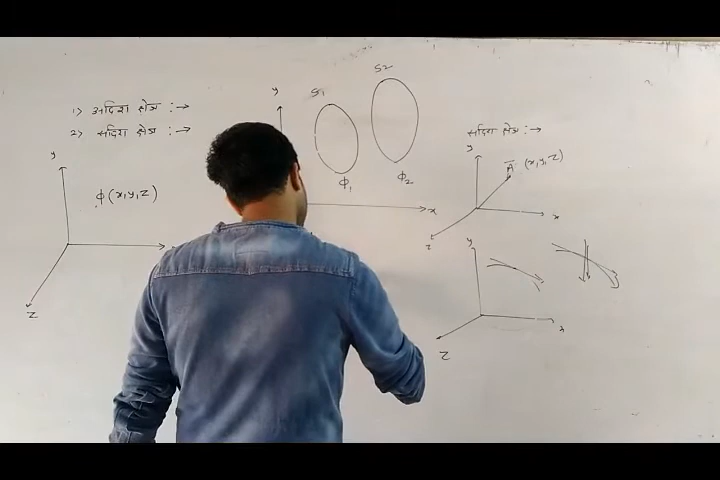 1) अदिश क्षेत्र :→
2) सदिश क्षेत्र :→
y
ϕ(x,y,z)
z
y
S1
S2
ϕ1
ϕ2
x
सदिश क्षेत्र :→
y
A (x,y,z)
x
z
y
x
z